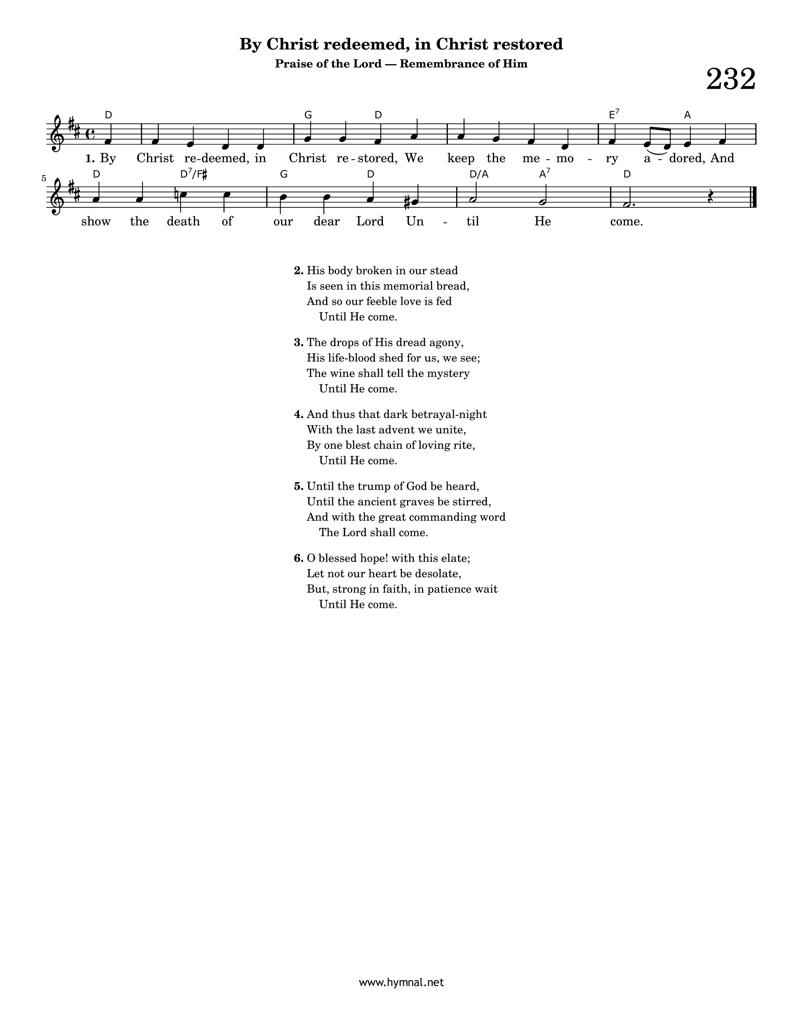 By Christ redeemed, in Christ restored
Praise of the Lord — Remembrance of Him
232
D G D E7 A
1. By Christ re-deemed, in Christ re-stored, We keep the me-mo-ry a-dored, And
5
D D7/F♯ G D D/A A7 D
show the death of our dear Lord Un-til He come.
2. His body broken in our stead
Is seen in this memorial bread,
And so our feeble love is fed
Until He come.
3. The drops of His dread agony,
His life-blood shed for us, we see;
The wine shall tell the mystery
Until He come.
4. And thus that dark betrayal-night
With the last advent we unite,
By one blest chain of loving rite,
Until He come.
5. Until the trump of God be heard,
Until the ancient graves be stirred,
And with the great commanding word
The Lord shall come.
6. O blessed hope! with this elate;
Let not our heart be desolate,
But, strong in faith, in patience wait
Until He come.
www.hymnal.net